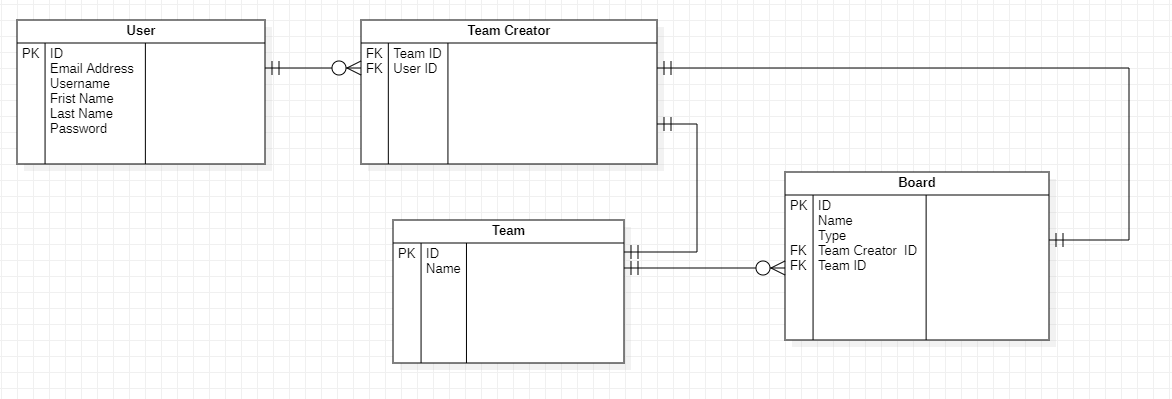 User
PK ID
Email Address
Username
Frist Name
Last Name
Password
Team Creator
FK Team ID
FK User ID
Team
PK ID
Name
Board
PK ID
Name
Type
FK Team Creator ID
FK Team ID